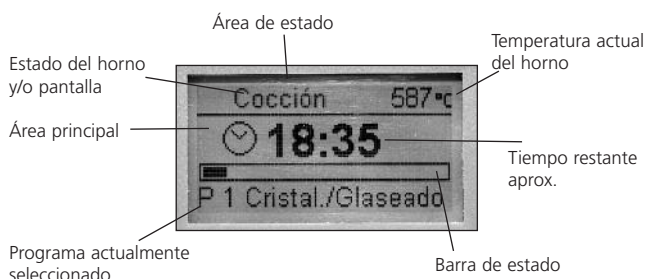 Área de estado
Estado del horno
y/o pantalla
Temperatura actual
del horno
Cocción 587°c
Área principal
18:35
Tiempo restante
aprox.
P 1 Cristal./Glaseado
Programa actualmente
seleccionado
Barra de estado